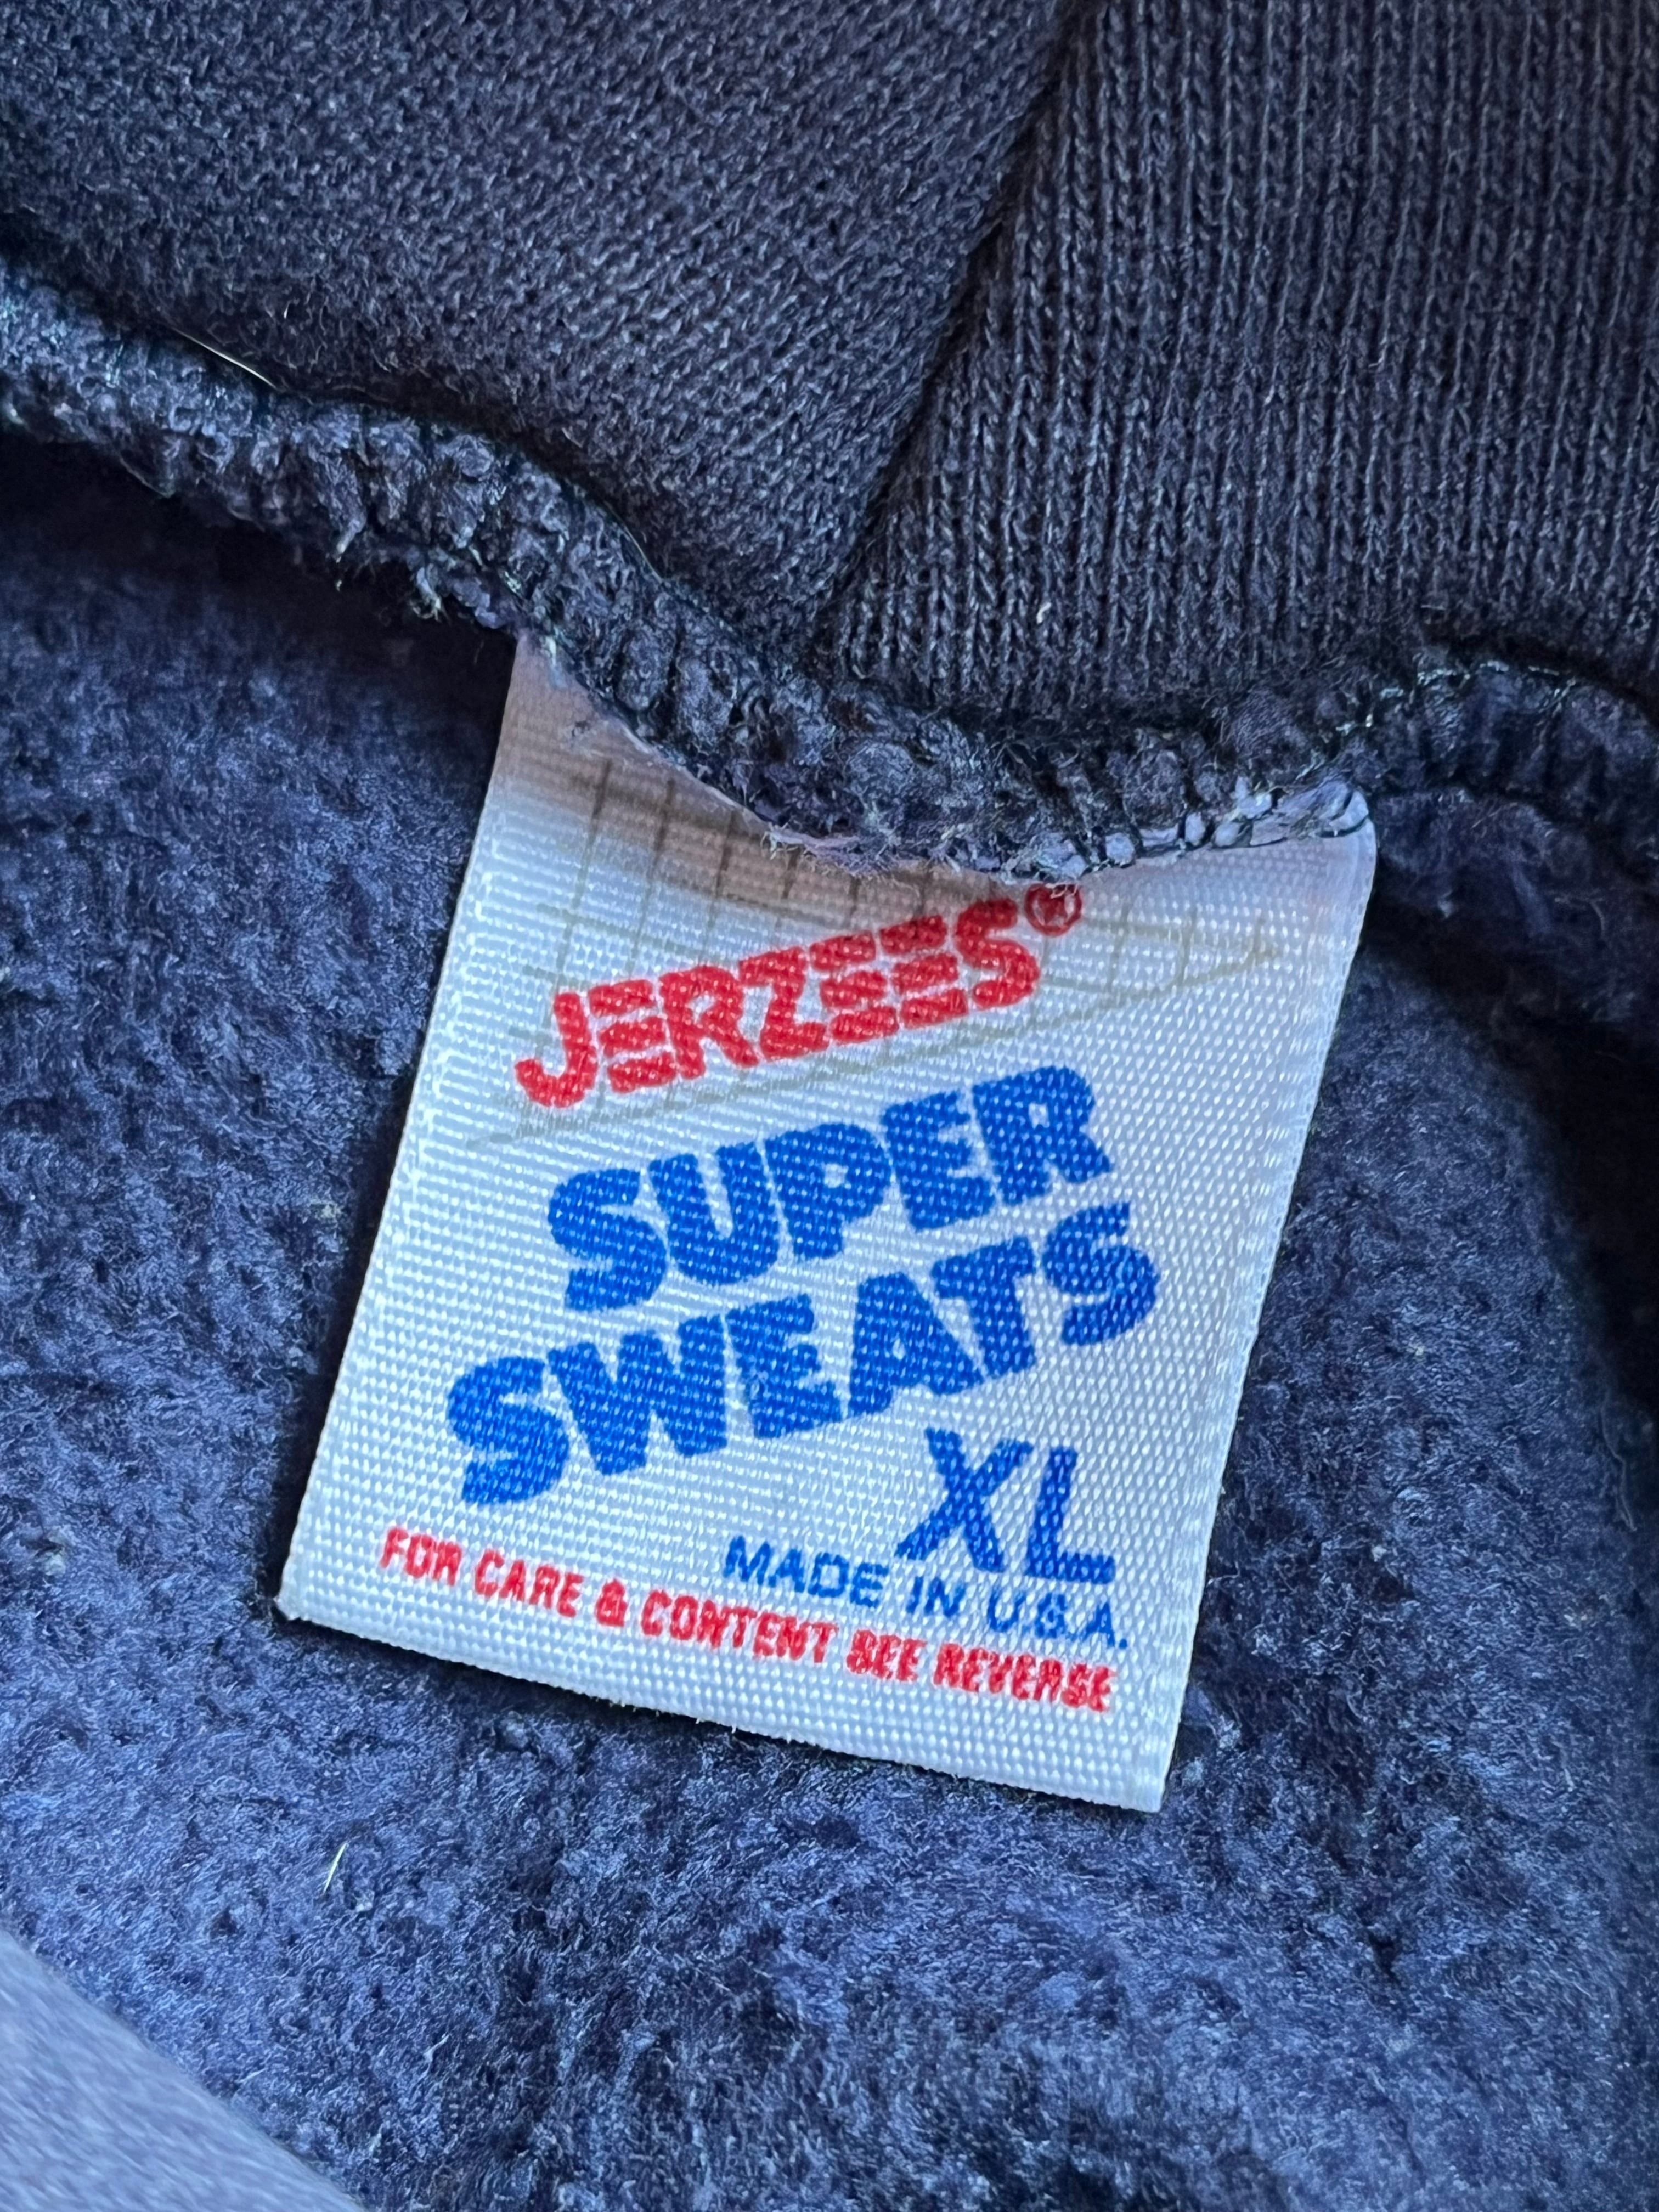 JERZEES®
SUPER
SWEATS
XL
MADE IN U.S.A.
FOR CARE & CONTENT SEE REVERSE